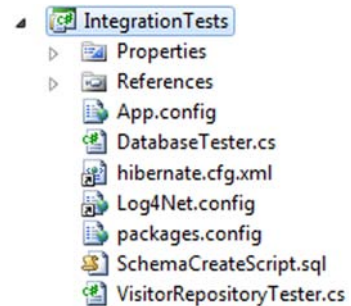 IntegrationTests
Properties
References
App.config
DatabaseTester.cs
hibernate.cfg.xml
Log4Net.config
packages.config
SchemaCreateScript.sql
VisitorRepositoryTester.cs